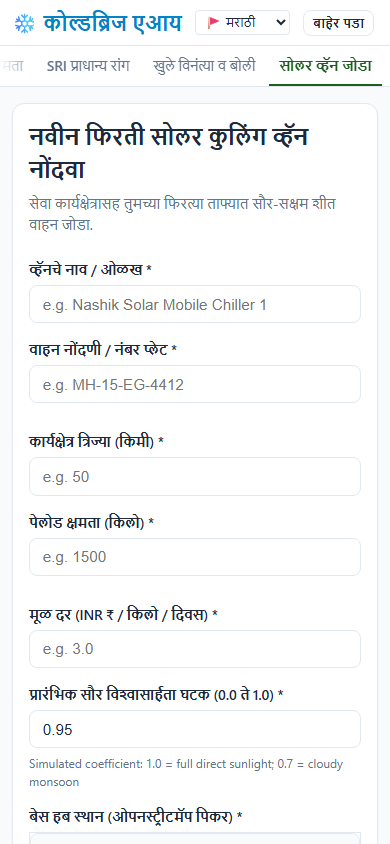 कोल्डब्रिज एआय
मराठी
बाहेर पडा
मता
SRI प्राधान्य रांग
खुले विनंत्या व बोली
सोलर व्हॅन जोडा
नवीन फिरती सोलर कुलिंग व्हॅन
नोंदवा
सेवा कार्यक्षेत्रासह तुमच्या फिरत्या ताफ्यात सौर-सक्षम शीत
वाहन जोडा.
व्हॅनचे नाव / ओळख *
e.g. Nashik Solar Mobile Chiller 1
वाहन नोंदणी / नंबर प्लेट *
e.g. MH-15-EG-4412
कार्यक्षेत्र त्रिज्या (किमी) *
e.g. 50
पेलोड क्षमता (किलो) *
e.g. 1500
मूळ दर (INR ₹ / किलो / दिवस) *
e.g. 3.0
प्रारंभिक सौर विश्वासार्हता घटक (0.0 ते 1.0) *
0.95
Simulated coefficient: 1.0 = full direct sunlight; 0.7 = cloudy
monsoon
बेस हब स्थान (ओपनस्ट्रीटमॅप पिकर) *